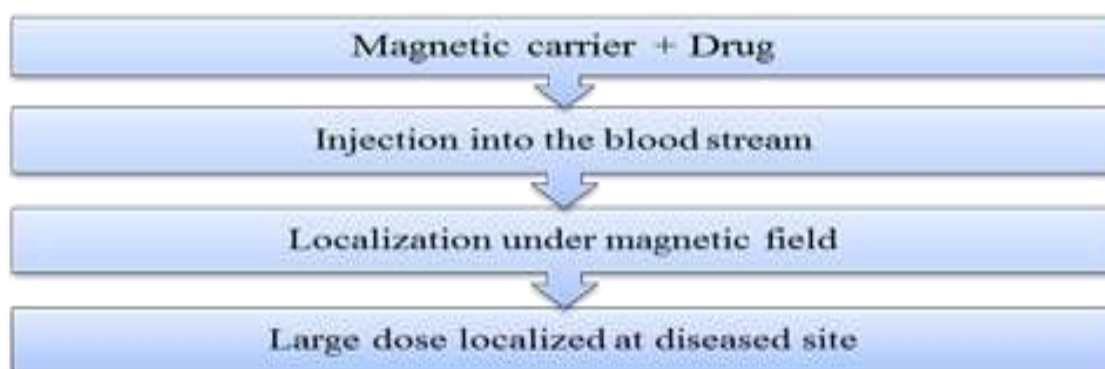 Magnetic carrier + Drug
Injection into the blood stream
Localization under magnetic field
Large dose localized at diseased site